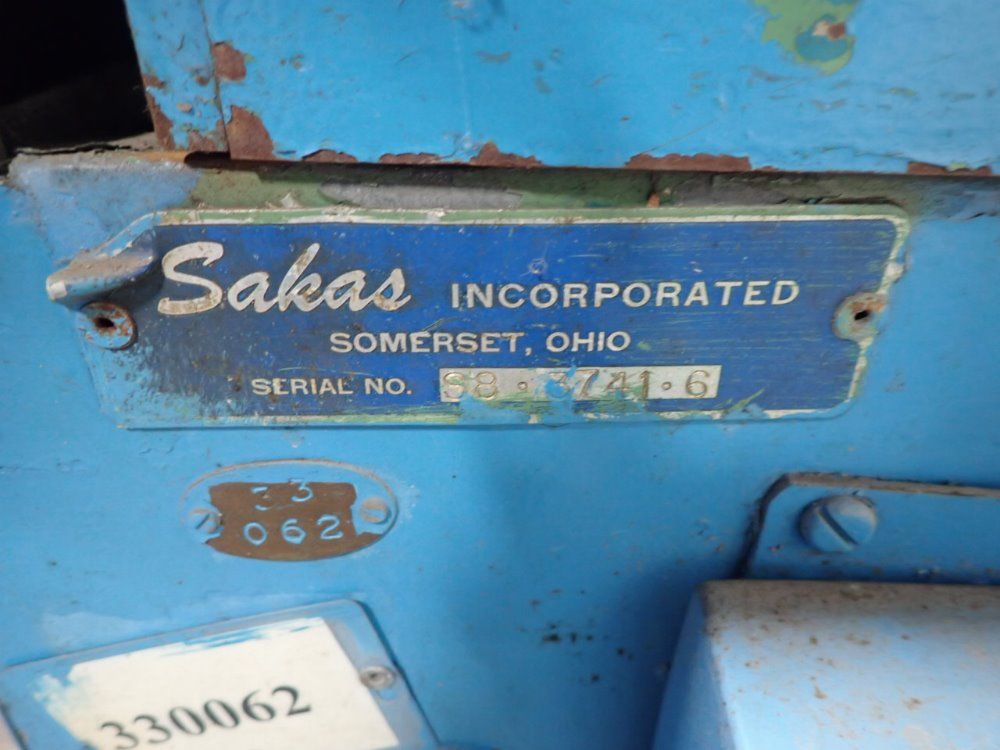 Sakas INCORPORATED
SOMERSET, OHIO
SERIAL NO. S8·3741·6
33
062
330062